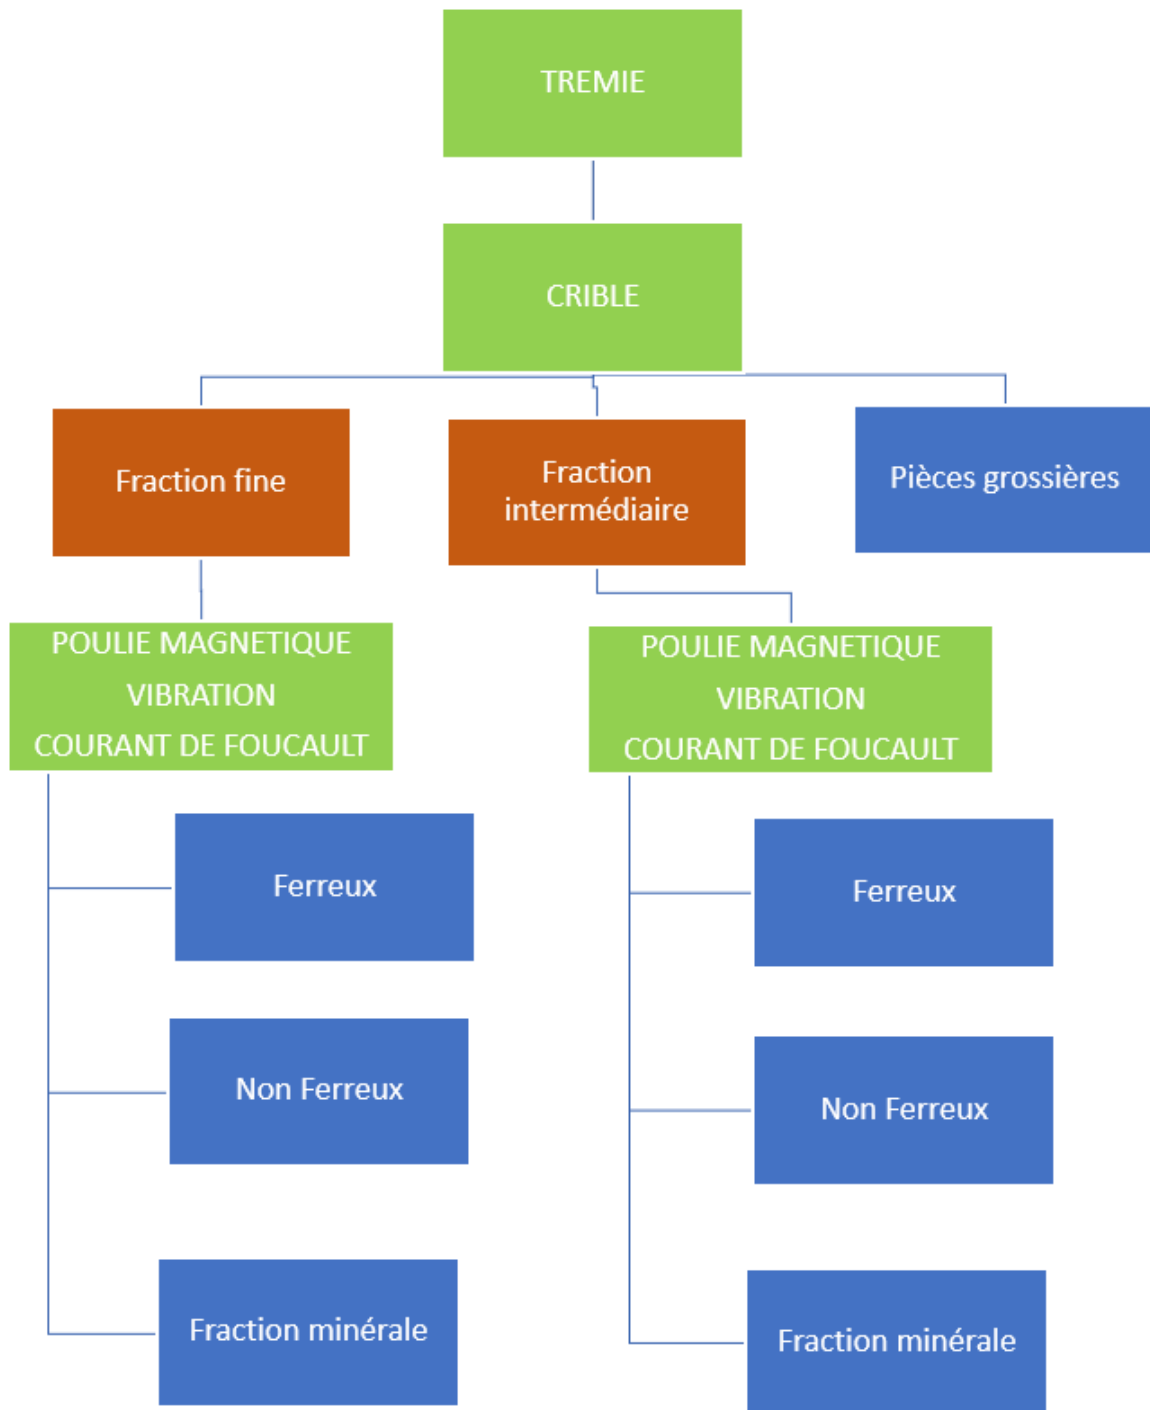 TREMIE
CRIBLE
Fraction fine
Fraction
intermédiaire
Pièces grossières
POULIE MAGNETIQUE
VIBRATION
COURANT DE FOUCAULT
POULIE MAGNETIQUE
VIBRATION
COURANT DE FOUCAULT
Ferreux
Ferreux
Non Ferreux
Non Ferreux
Fraction minérale
Fraction minérale